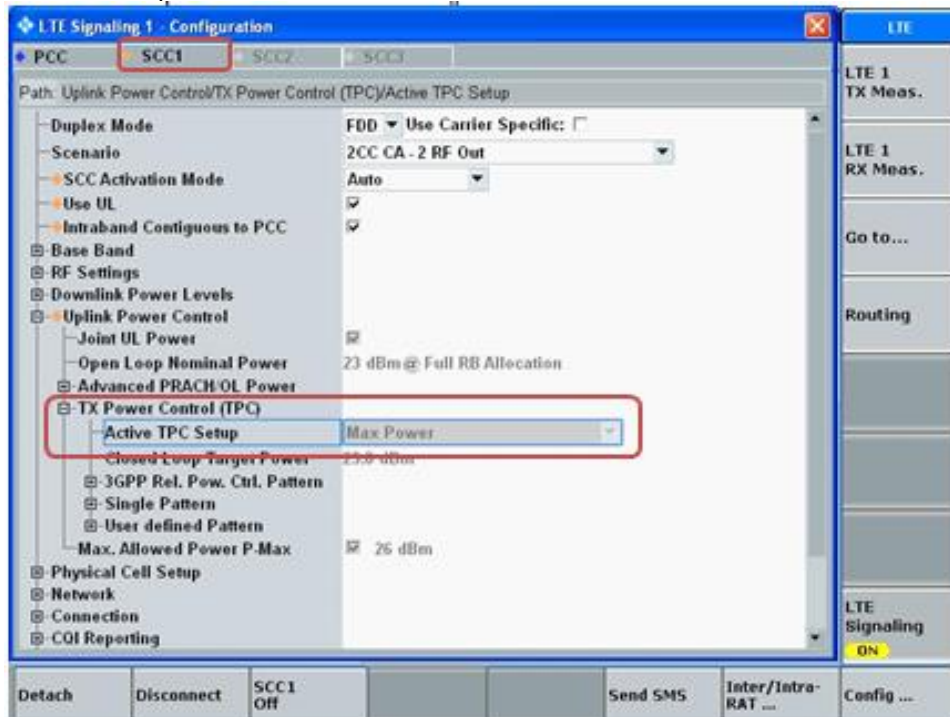 LTE Signaling 1 - Configuration
LTE
PCC SCC1 SCC2 SCC3
Path: Uplink Power Control/TX Power Control (TPC)/Active TPC Setup
LTE 1
TX Meas.
Duplex Mode FDD Use Carrier Specific:
Scenario 2CC CA - 2 RF Out
LTE 1
RX Meas.
SCC Activation Mode Auto
Use UL
Intraband Contiguous to PCC
Go to...
Base Band
RF Settings
Downlink Power Levels
Uplink Power Control
Routing
Joint UL Power
Open Loop Nominal Power 23 dBm @ Full RB Allocation
Advanced PRACH/OL Power
TX Power Control (TPC)
Active TPC Setup Max Power
Closed Loop Target Power 23.0 dBm
3GPP Rel. Pow. Ctrl. Pattern
Single Pattern
User defined Pattern
Max. Allowed Power P-Max 26 dBm
Physical Cell Setup
Network
Connection
CQI Reporting
LTE
Signaling
ON
Detach Disconnect SCC1 Off Send SMS Inter/Intra-RAT ... Config ...